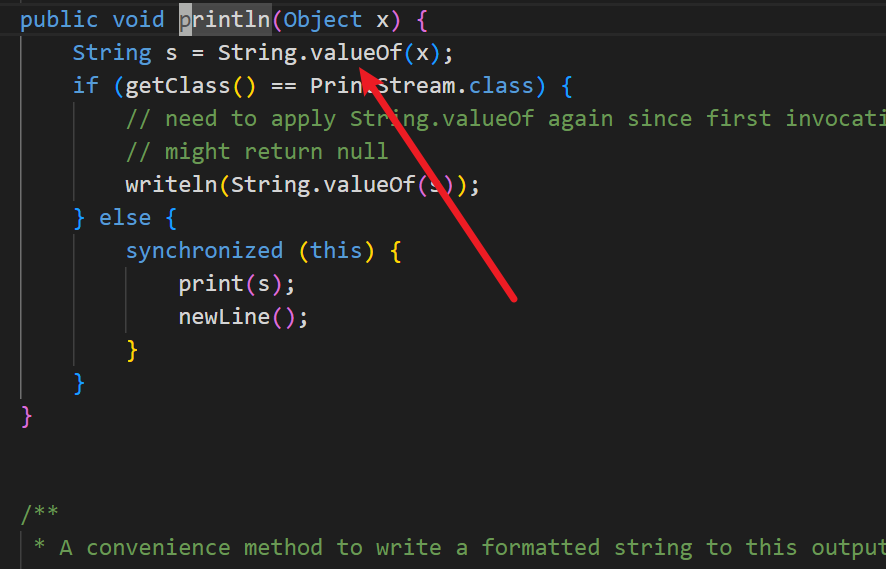 public void println(Object x) {
    String s = String.valueOf(x);
    if (getClass() == PrintStream.class) {
        // need to apply String.valueOf again since first invocati
        // might return null
        writeln(String.valueOf(s));
    } else {
        synchronized (this) {
            print(s);
            newLine();
        }
    }
}
/**
 * A convenience method to write a formatted string to this output